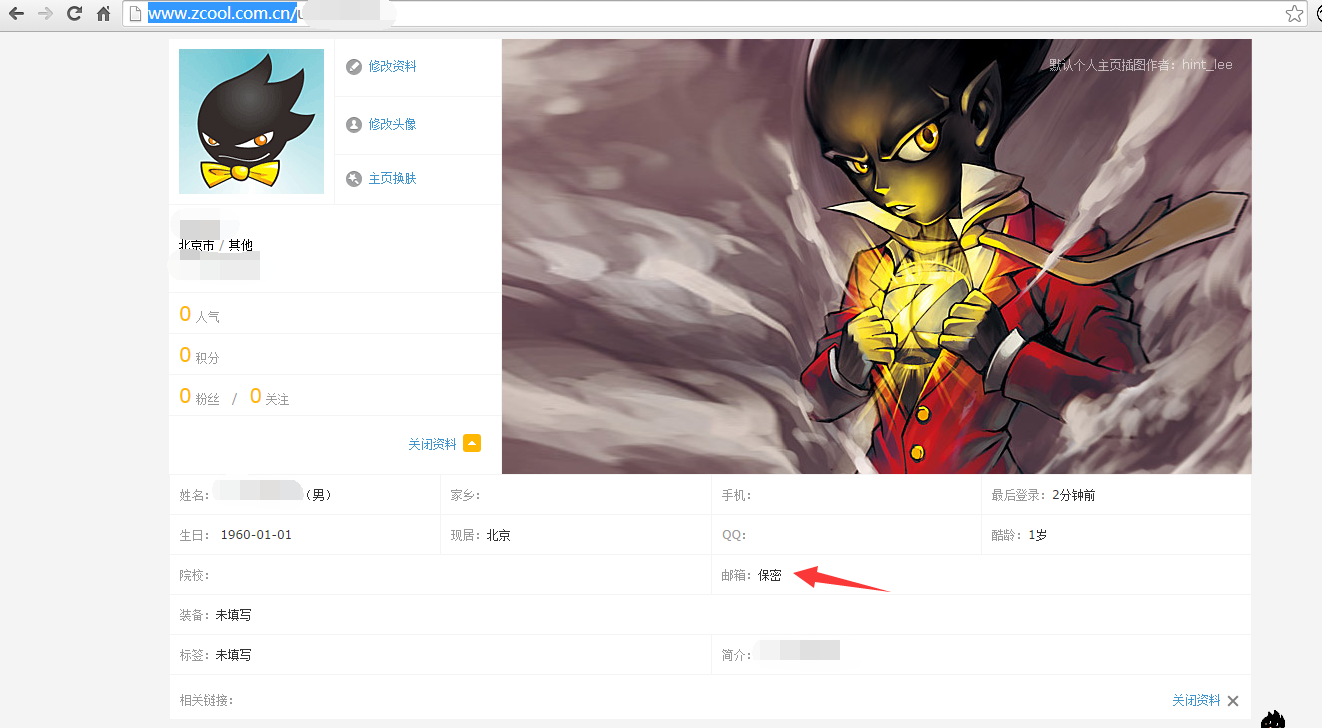 www.zcool.com.cn/u
修改资料
默认个人主页插图作者：hint_lee
修改头像
主页换肤
北京市 / 其他
0 人气
0 积分
0 粉丝 / 0 关注
关闭资料
姓名： （男） 家乡： 手机： 最后登录：2分钟前
生日： 1960-01-01 现居：北京 QQ： 酷龄：1岁
院校： 邮箱：保密
装备：未填写
标签：未填写 简介：
相关链接： 关闭资料